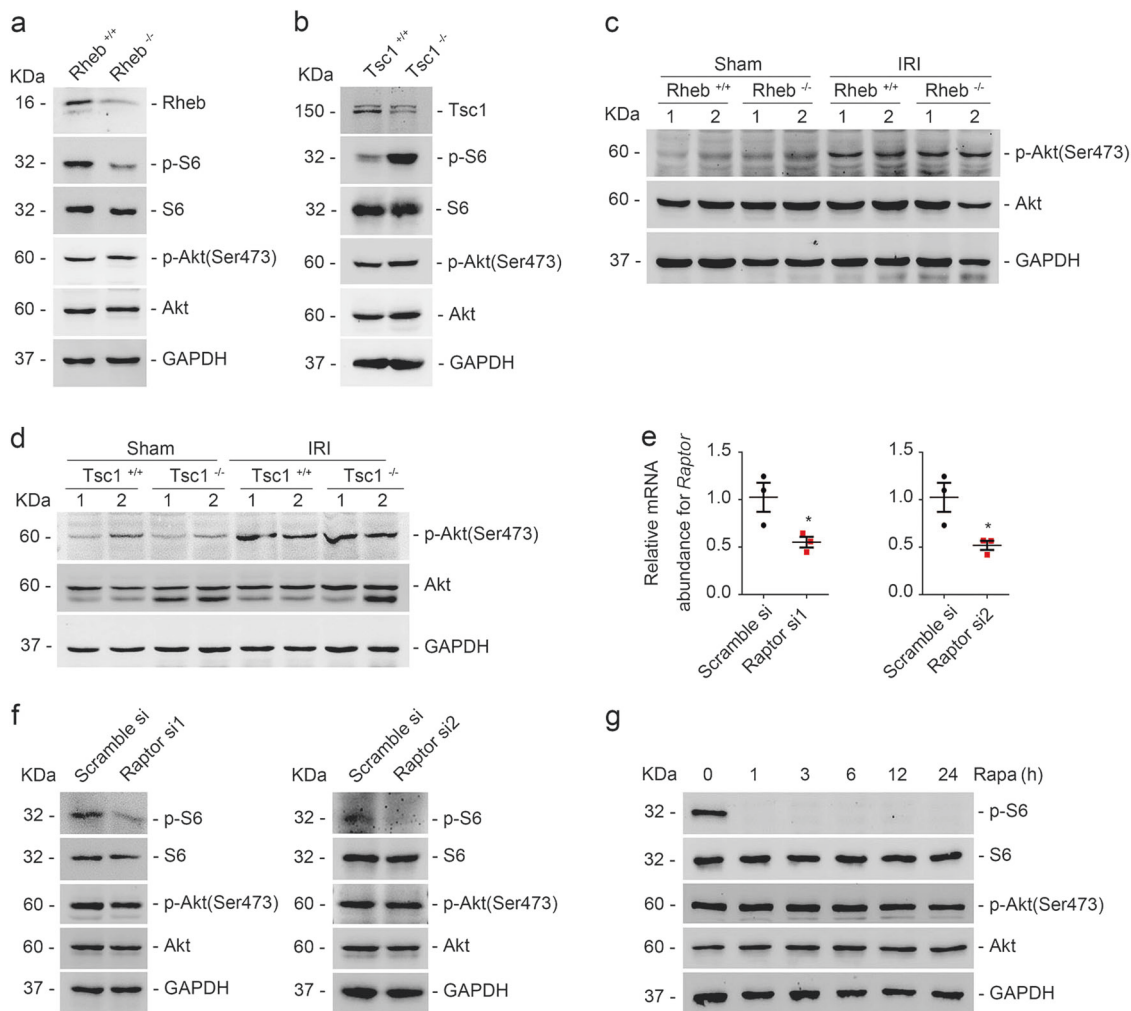 a
Rheb +/+ Rheb -/-
KDa
16 - - Rheb
32 - - p-S6
32 - - S6
60 - - p-Akt(Ser473)
60 - - Akt
37 - - GAPDH
b
Tsc1 +/+ Tsc1 -/-
KDa
150 - - Tsc1
32 - - p-S6
32 - - S6
60 - - p-Akt(Ser473)
60 - - Akt
37 - - GAPDH
c
Sham IRI
Rheb +/+ Rheb -/- Rheb +/+ Rheb -/-
KDa 1 2 1 2 1 2 1 2
60 - - p-Akt(Ser473)
60 - - Akt
37 - - GAPDH
d
Sham IRI
Tsc1 +/+ Tsc1 -/- Tsc1 +/+ Tsc1 -/-
KDa 1 2 1 2 1 2 1 2
60 - - p-Akt(Ser473)
60 - - Akt
37 - - GAPDH
e
Relative mRNA
abundance for Raptor
1.5
1.0
0.5
0.0
*
Scramble si
Raptor si1
1.5
1.0
0.5
0.0
*
Scramble si
Raptor si2
f
Scramble si Raptor si1
KDa
32 - - p-S6
32 - - S6
60 - - p-Akt(Ser473)
60 - - Akt
37 - - GAPDH
Scramble si Raptor si2
KDa
32 - - p-S6
32 - - S6
60 - - p-Akt(Ser473)
60 - - Akt
37 - - GAPDH
g
KDa 0 1 3 6 12 24 Rapa (h)
32 - - p-S6
32 - - S6
60 - - p-Akt(Ser473)
60 - - Akt
37 - - GAPDH